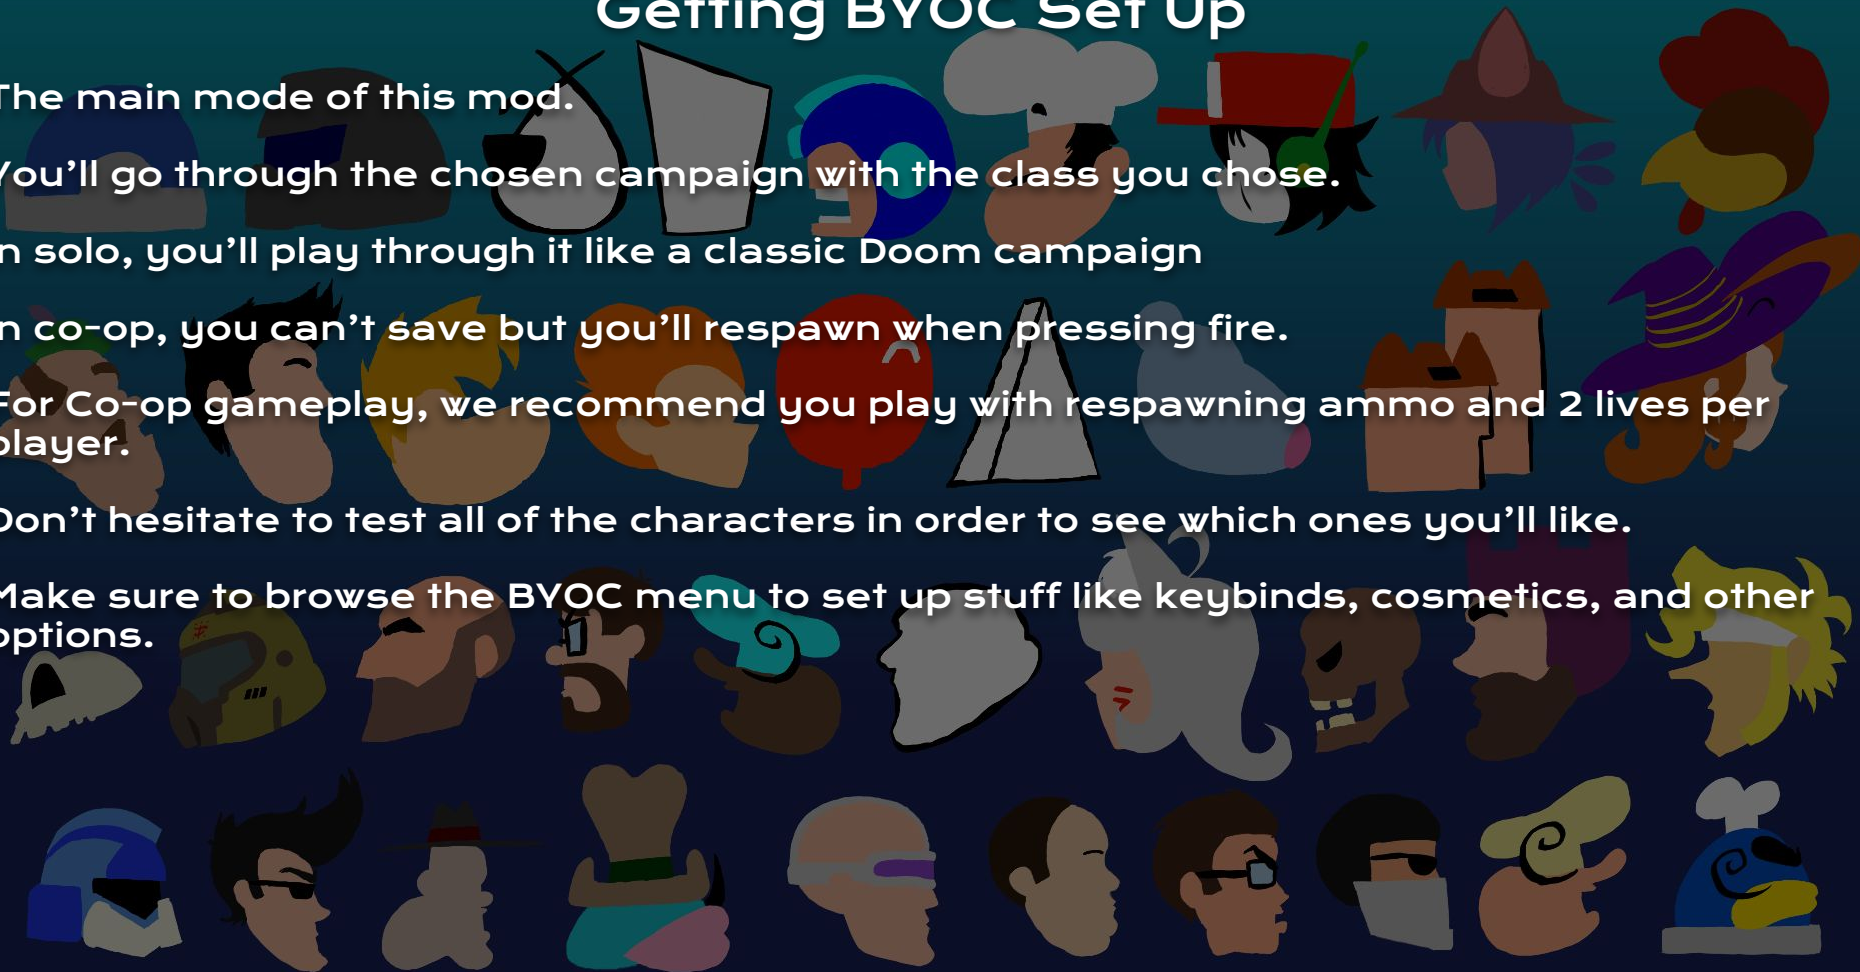 Getting BYOC Set Up
The main mode of this mod.
You'll go through the chosen campaign with the class you chose.
In solo, you'll play through it like a classic Doom campaign
In co-op, you can't save but you'll respawn when pressing fire.
For Co-op gameplay, we recommend you play with respawning ammo and 2 lives per
player.
Don't hesitate to test all of the characters in order to see which ones you'll like.
Make sure to browse the BYOC menu to set up stuff like keybinds, cosmetics, and other
options.